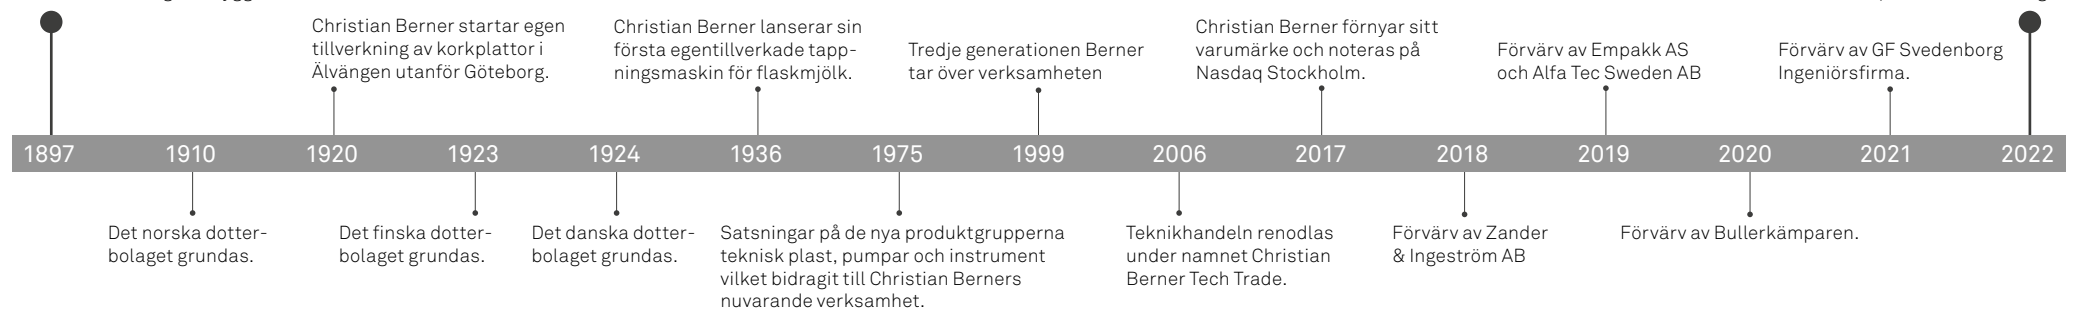 Christian Berner startar egen
tillverkning av korkplattor i
Älvängen utanför Göteborg.
Christian Berner lanserar sin
första egentillverkade tapp-
ningsmaskin för flaskmjölk.
Tredje generationen Berner
tar över verksamheten
Christian Berner förnyar sitt
varumärke och noteras på
Nasdaq Stockholm.
Förvärv av Empakk AS
och Alfa Tec Sweden AB
Förvärv av GF Svedenborg
Ingeniörsfirma.
1897 1910 1920 1923 1924 1936 1975 1999 2006 2017 2018 2019 2020 2021 2022
Det norska dotter-
bolaget grundas.
Det finska dotter-
bolaget grundas.
Det danska dotter-
bolaget grundas.
Satsningar på de nya produktgrupperna
teknisk plast, pumpar och instrument
vilket bidragit till Christian Berners
nuvarande verksamhet.
Teknikhandeln renodlas
under namnet Christian
Berner Tech Trade.
Förvärv av Zander
& Ingeström AB
Förvärv av Bullerkämparen.